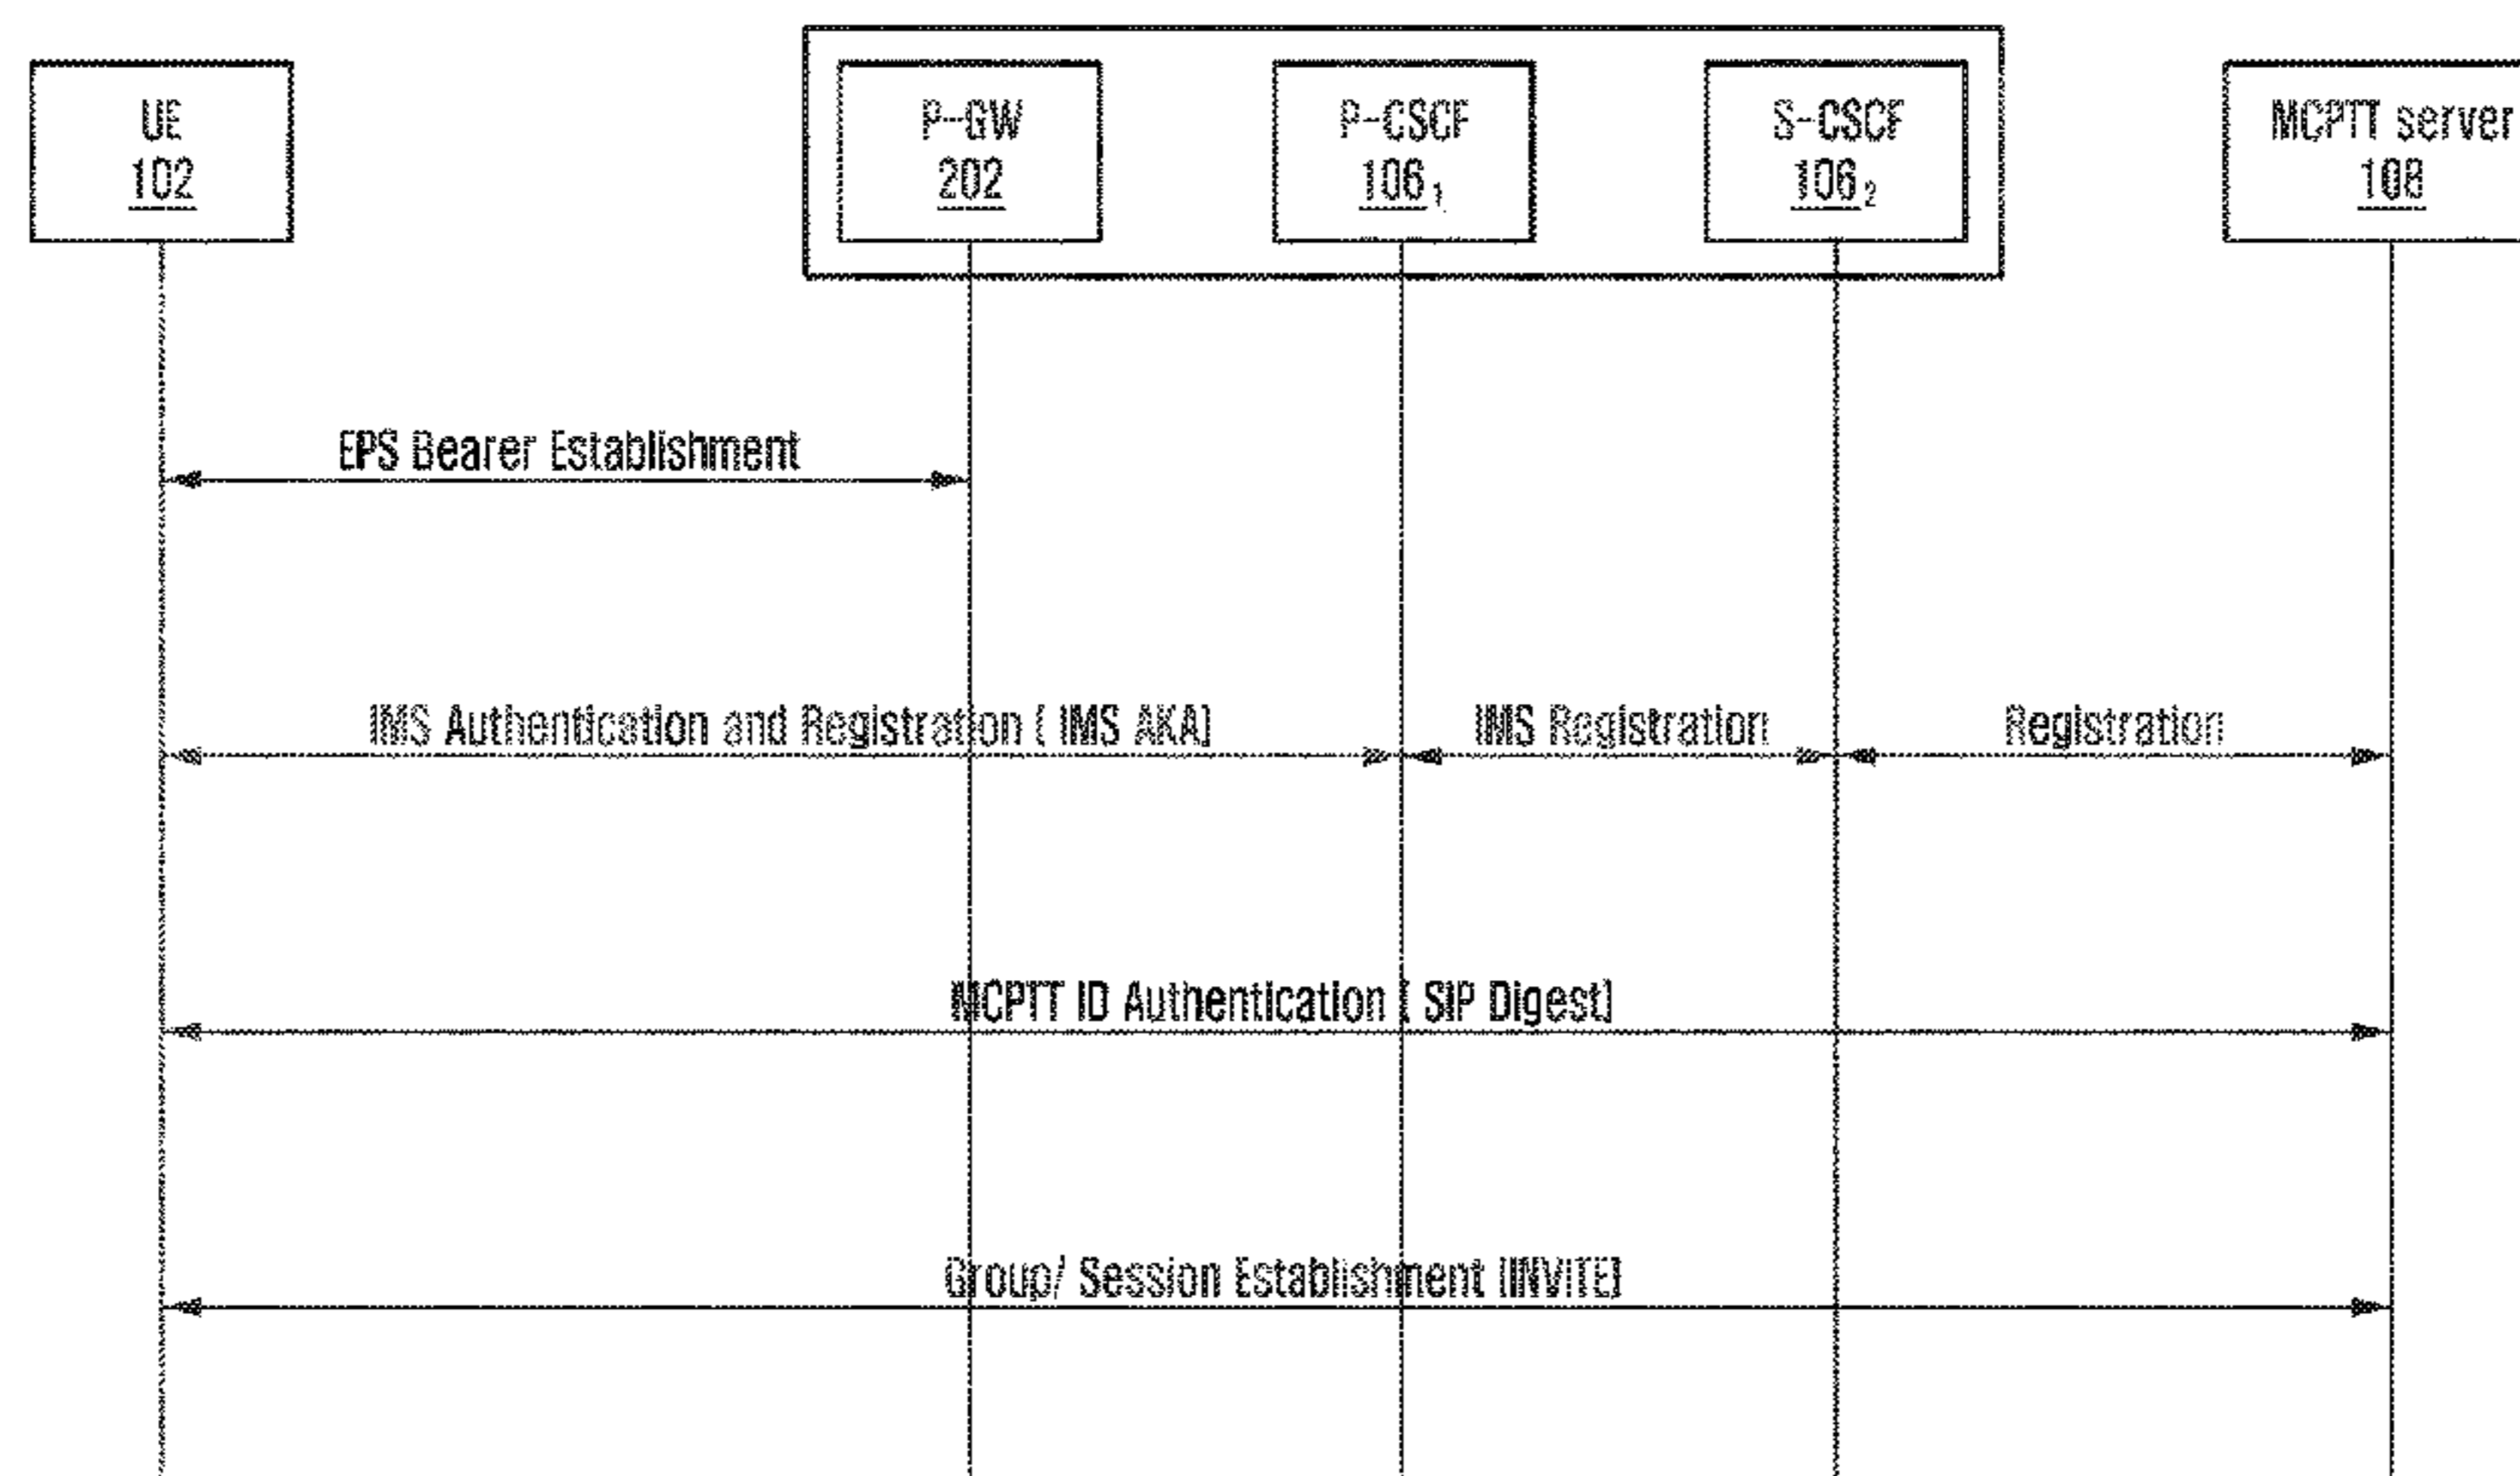 UE
102
P-GW
202
P-CSCF
106₁
S-CSCF
106₂
MCPTT server
108
EPS Bearer Establishment
IMS Authentication and Registration ( IMS AKA)
IMS Registration
Registration
MCPTT ID Authentication ( SIP Digest)
Group/ Session Establishment (INVITE)